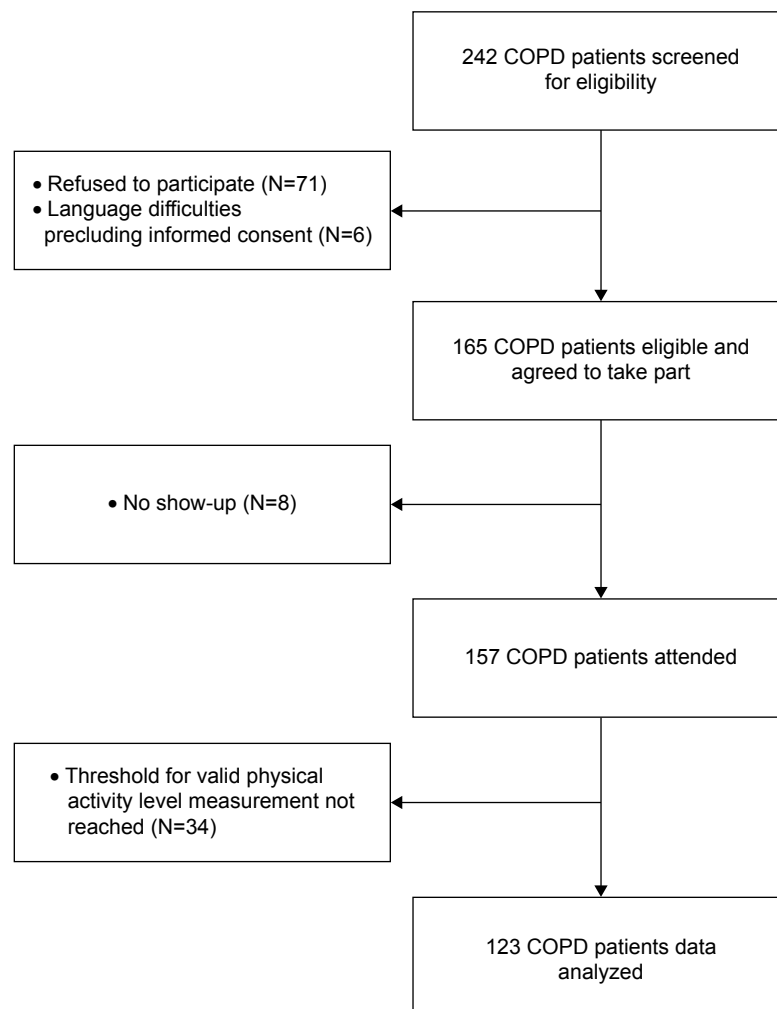 242 COPD patients screened
for eligibility
• Refused to participate (N=71)
• Language difficulties
precluding informed consent (N=6)
165 COPD patients eligible and
agreed to take part
• No show-up (N=8)
157 COPD patients attended
• Threshold for valid physical
activity level measurement not
reached (N=34)
123 COPD patients data
analyzed